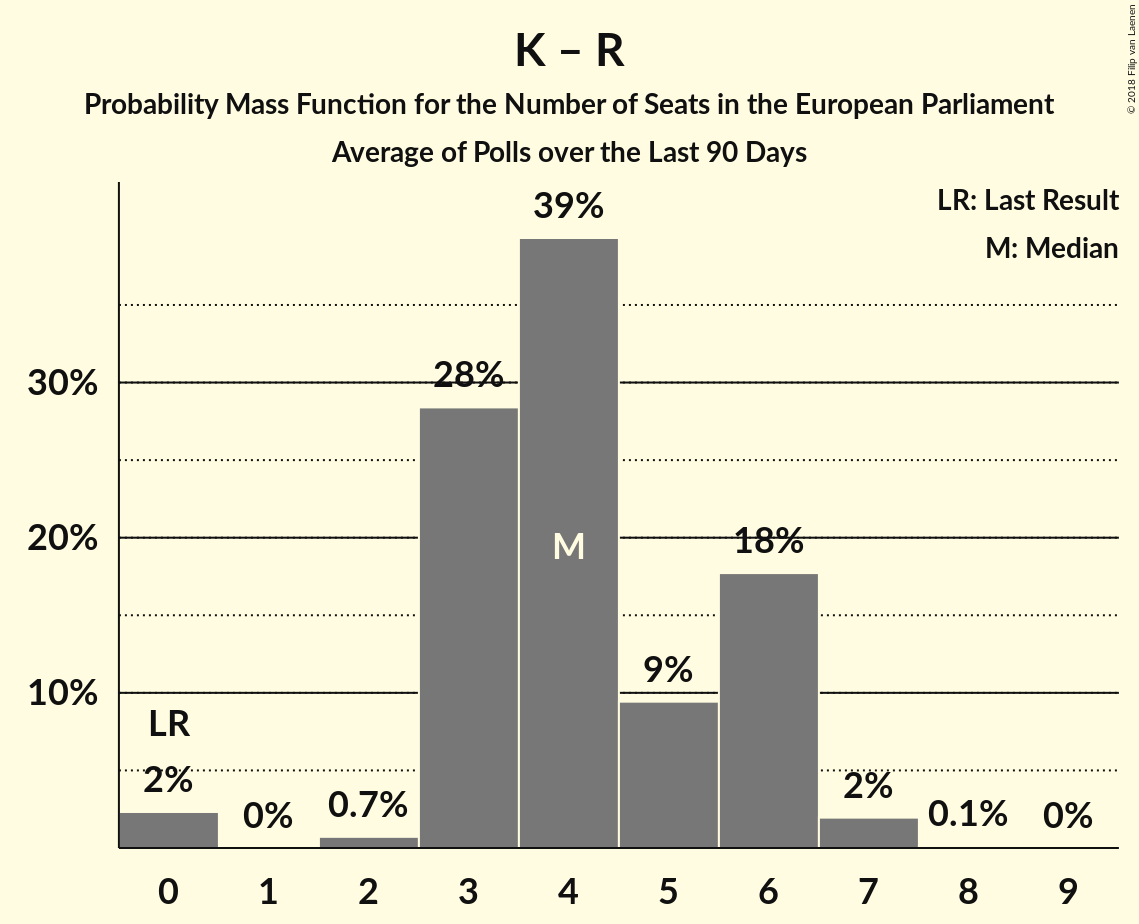 K – R
Probability Mass Function for the Number of Seats in the European Parliament
Average of Polls over the Last 90 Days
© 2018 Filip van Laenen
LR: Last Result
M: Median
39%
28%
30%
M
20%
18%
9%
10%
LR
2%
0%
0.7%
2%
0.1%
0%
0 1 2 3 4 5 6 7 8 9